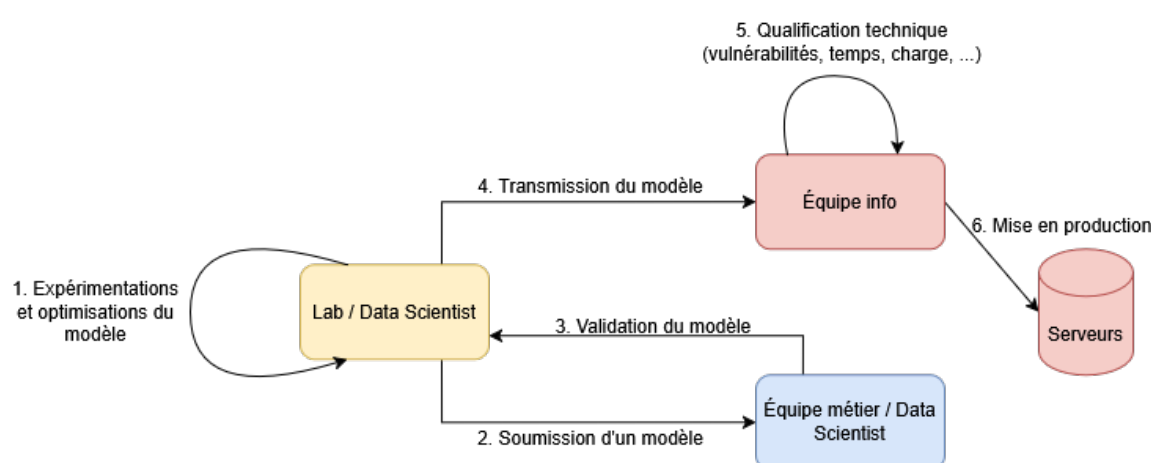 5. Qualification technique
(vulnérabilités, temps, charge, ...)
4. Transmission du modèle
Équipe info
6. Mise en production
1. Expérimentations
et optimisations du
modèle
Lab / Data Scientist
3. Validation du modèle
Serveurs
2. Soumission d'un modèle
Équipe métier / Data
Scientist